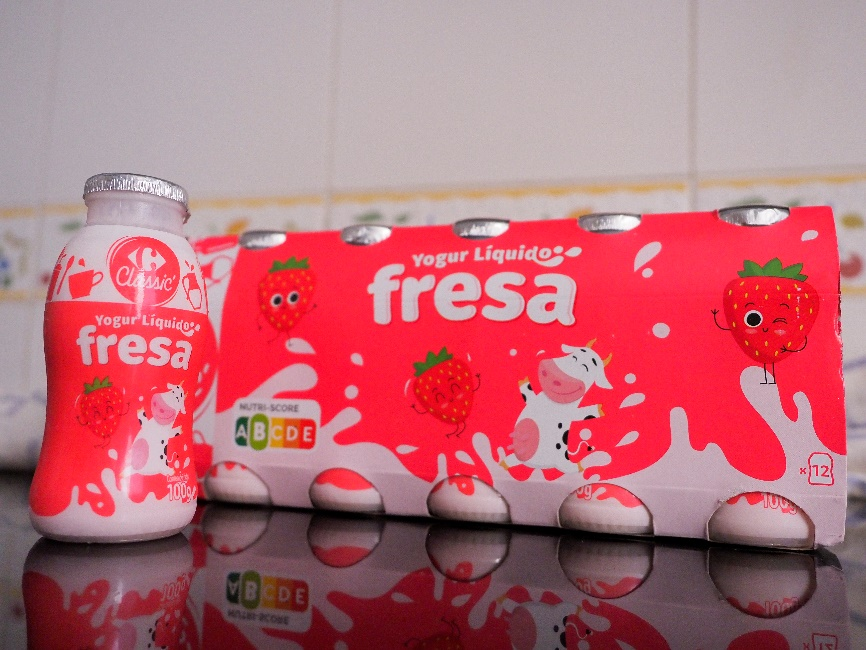 Classic'
Yogur Líquido
fresa
100g
Yogur Líquido
fresa
NUTRI-SCORE
A B C D E
x12
100g